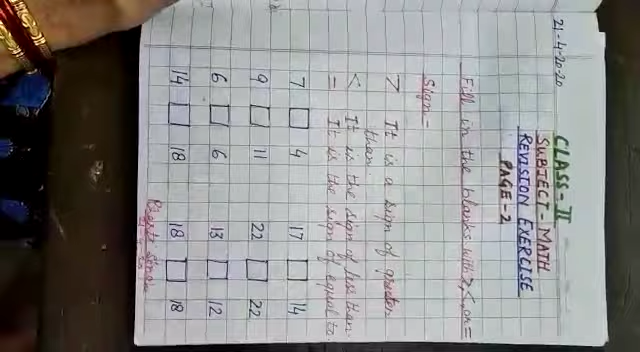 21-4-2020
CLASS-II
SUBJECT-MATH
REVISION EXERCISE
PAGE-2
Fill in the blanks with >, < or =
Sign-
> It is a sign of greater
than.
< It is the sign of less than.
= It is the sign of equal to.
7 □ 4 17 □ 14
9 □ 11 22 □ 22
6 □ 6 13 □ 12
14 □ 18 18 □ 18